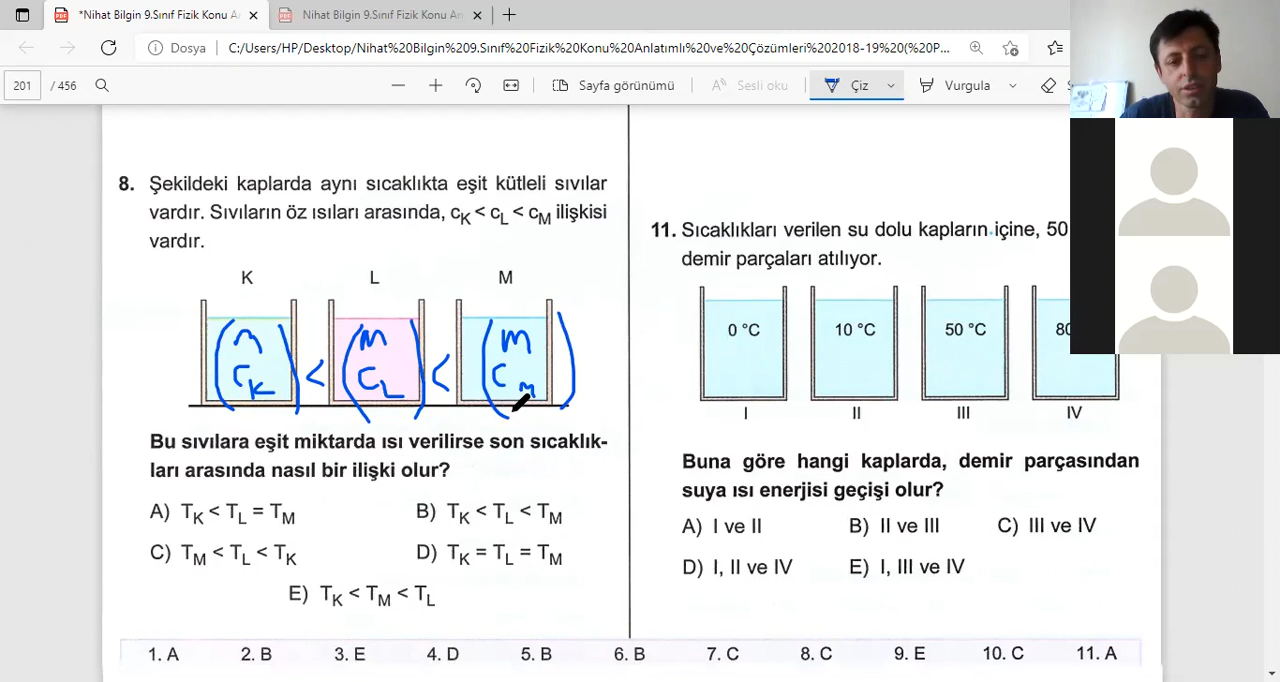 *Nihat Bilgin 9.Sınıf Fizik Konu A
Nihat Bilgin 9.Sınıf Fizik Konu An
Dosya
C:/Users/HP/Desktop/Nihat%20Bilgin%209.Sınıf%20Fizik%20Konu%20Anlatımlı%20ve%20Çözümleri%202018-19%20(%20P...
201 / 456
Sayfa görünümü
Sesli oku
Çiz
Vurgula
8. Şekildeki kaplarda aynı sıcaklıkta eşit kütleli sıvılar
vardır. Sıvıların öz ısıları arasında, cK < cL < cM ilişkisi
vardır.
K L M
m m m
cK < cL < cM
Bu sıvılara eşit miktarda ısı verilirse son sıcaklık-
ları arasında nasıl bir ilişki olur?
A) TK < TL = TM
B) TK < TL < TM
C) TM < TL < TK
D) TK = TL = TM
E) TK < TM < TL
11. Sıcaklıkları verilen su dolu kapların içine, 50
demir parçaları atılıyor.
0 °C 10 °C 50 °C 80
I II III IV
Buna göre hangi kaplarda, demir parçasından
suya ısı enerjisi geçişi olur?
A) I ve II
B) II ve III
C) III ve IV
D) I, II ve IV
E) I, III ve IV
1. A 2. B 3. E 4. D 5. B 6. B 7. C 8. C 9. E 10. C 11. A